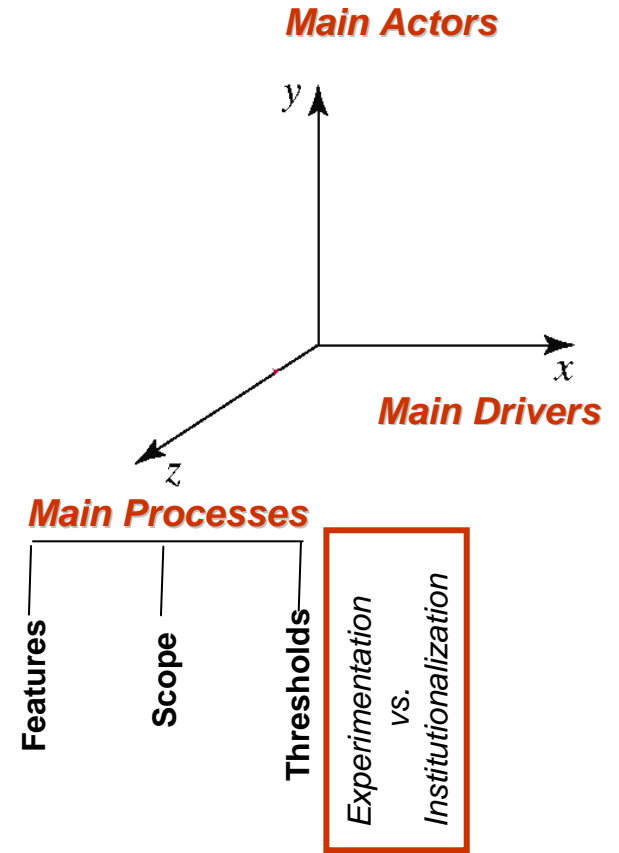 Main Actors
y
x
Main Drivers
z
Main Processes
Features
Scope
Thresholds
Experimentation
vs.
Institutionalization